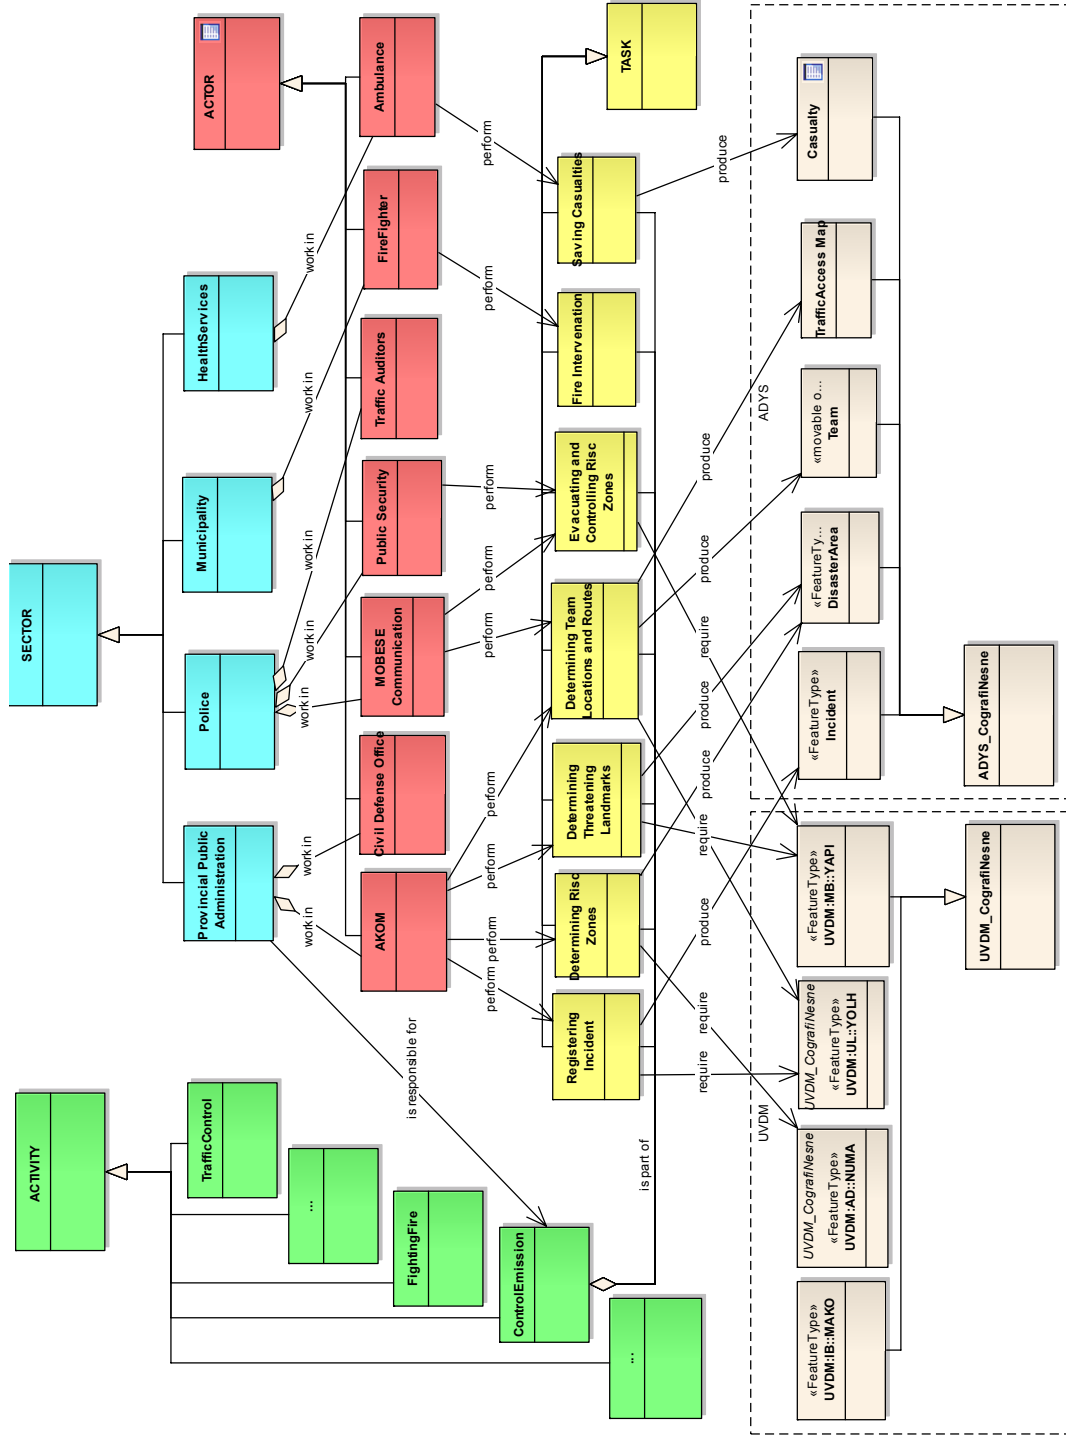 ACTIVITY
SECTOR
TrafficControl
Provincial Public
Administration
Police
Municipality
HealthServices
ACTOR
...
work in
work in
work in
work in
work in
work in
AKOM
Civil Defense Office
MOBESE
Communication
Public Security
Traffic Auditors
FireFighter
Ambulance
FightingFire
is responsible for
perform
perform
perform
perform
perform
perform
perform
perform
perform
ControlEmission
Registering
Incident
Determining Risc
Zones
Determining
Threatening
Landmarks
Determining Team
Locations and Routes
Evacuating and
Controlling Risc
Zones
Fire Intervenation
Saving Casualties
TASK
...
is part of
require
require
produce
require
produce
produce
require
produce
produce
produce
UVDM
ADYS
«FeatureType»
UVDM:IB::MAKO
UVDM_CografiNesne
«FeatureType»
UVDM:AD::NUMA
UVDM_CografiNesne
«FeatureType»
UVDM:UL::YOLH
«FeatureType»
UVDM:MB::YAPI
«FeatureType»
Incident
«FeatureTy...
DisasterArea
«movable o...
Team
TrafficAccess Map
Casualty
UVDM_CografiNesne
ADYS_CografiNesne